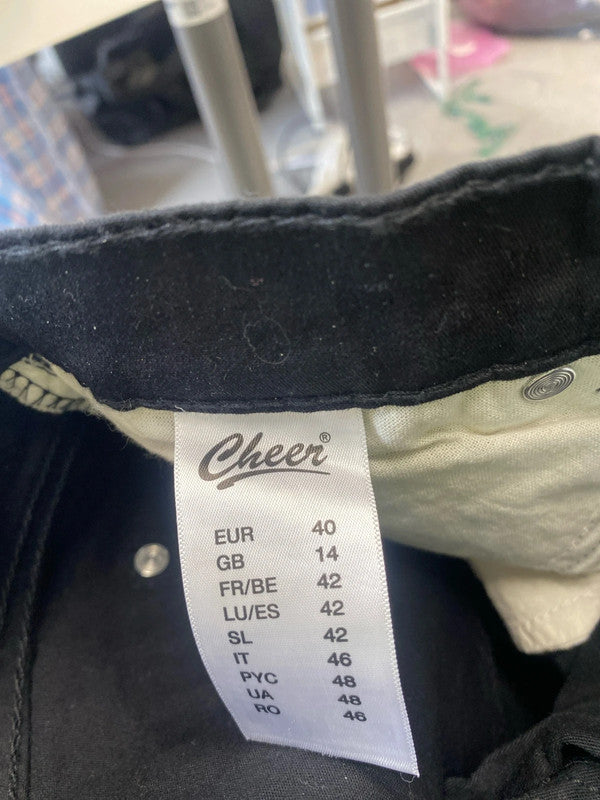 Cheer®
EUR 40
GB 14
FR/BE 42
LU/ES 42
SL 42
IT 46
РУС 48
UA 48
RO 46